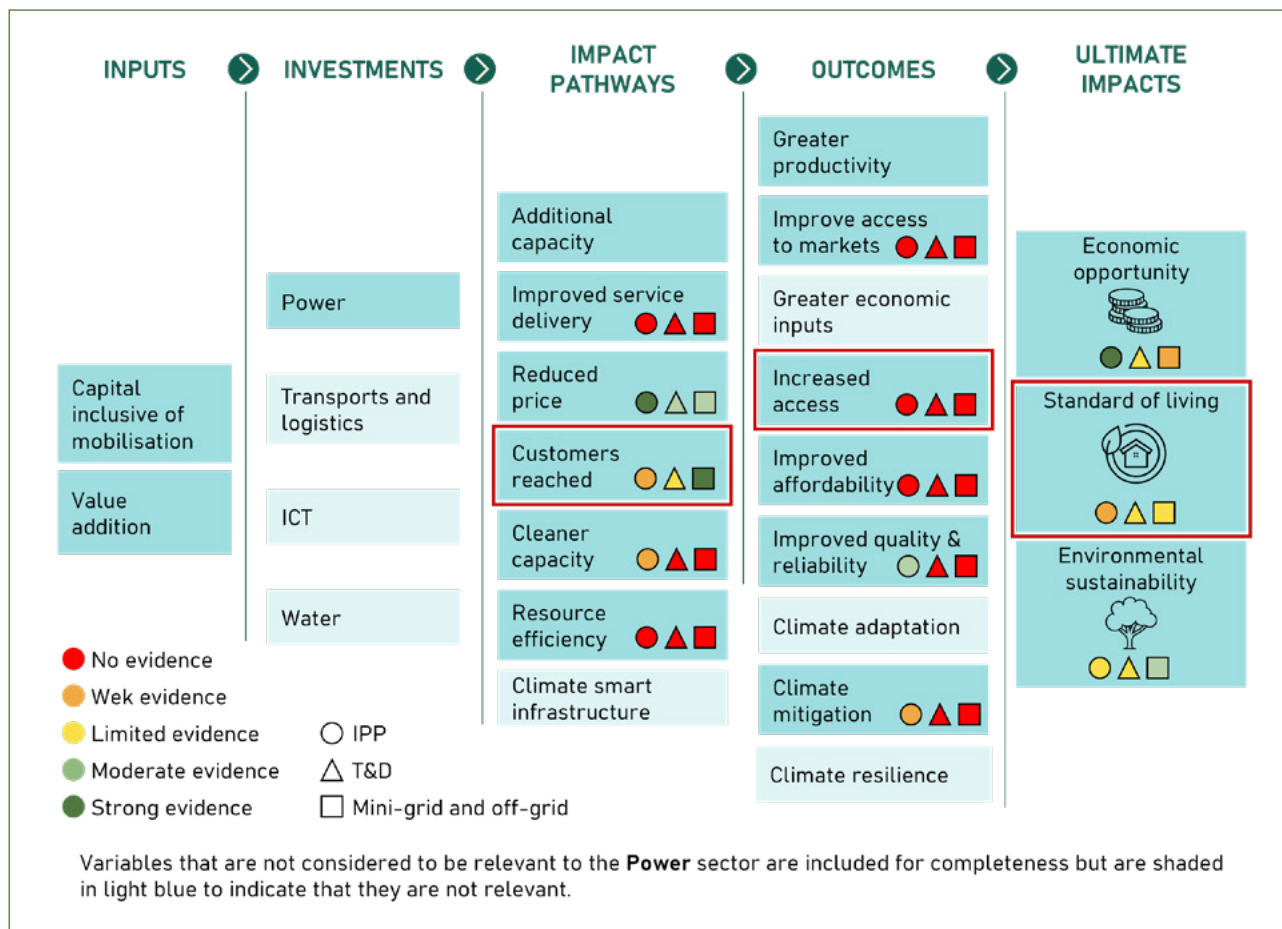 INPUTS
INVESTMENTS
IMPACT
PATHWAYS
OUTCOMES
ULTIMATE
IMPACTS
Capital
inclusive of
mobilisation
Value
addition
Power
Transports and
logistics
ICT
Water
Additional
capacity
Improved service
delivery
Reduced
price
Customers
reached
Cleaner
capacity
Resource
efficiency
Climate smart
infrastructure
Greater
productivity
Improve access
to markets
Greater economic
inputs
Increased
access
Improved
affordability
Improved quality &
reliability
Climate adaptation
Climate
mitigation
Climate resilience
Economic
opportunity
Standard of living
Environmental
sustainability
No evidence
Wek evidence
Limited evidence
Moderate evidence
Strong evidence
IPP
T&D
Mini-grid and off-grid
Variables that are not considered to be relevant to the Power sector are included for completeness but are shaded
in light blue to indicate that they are not relevant.